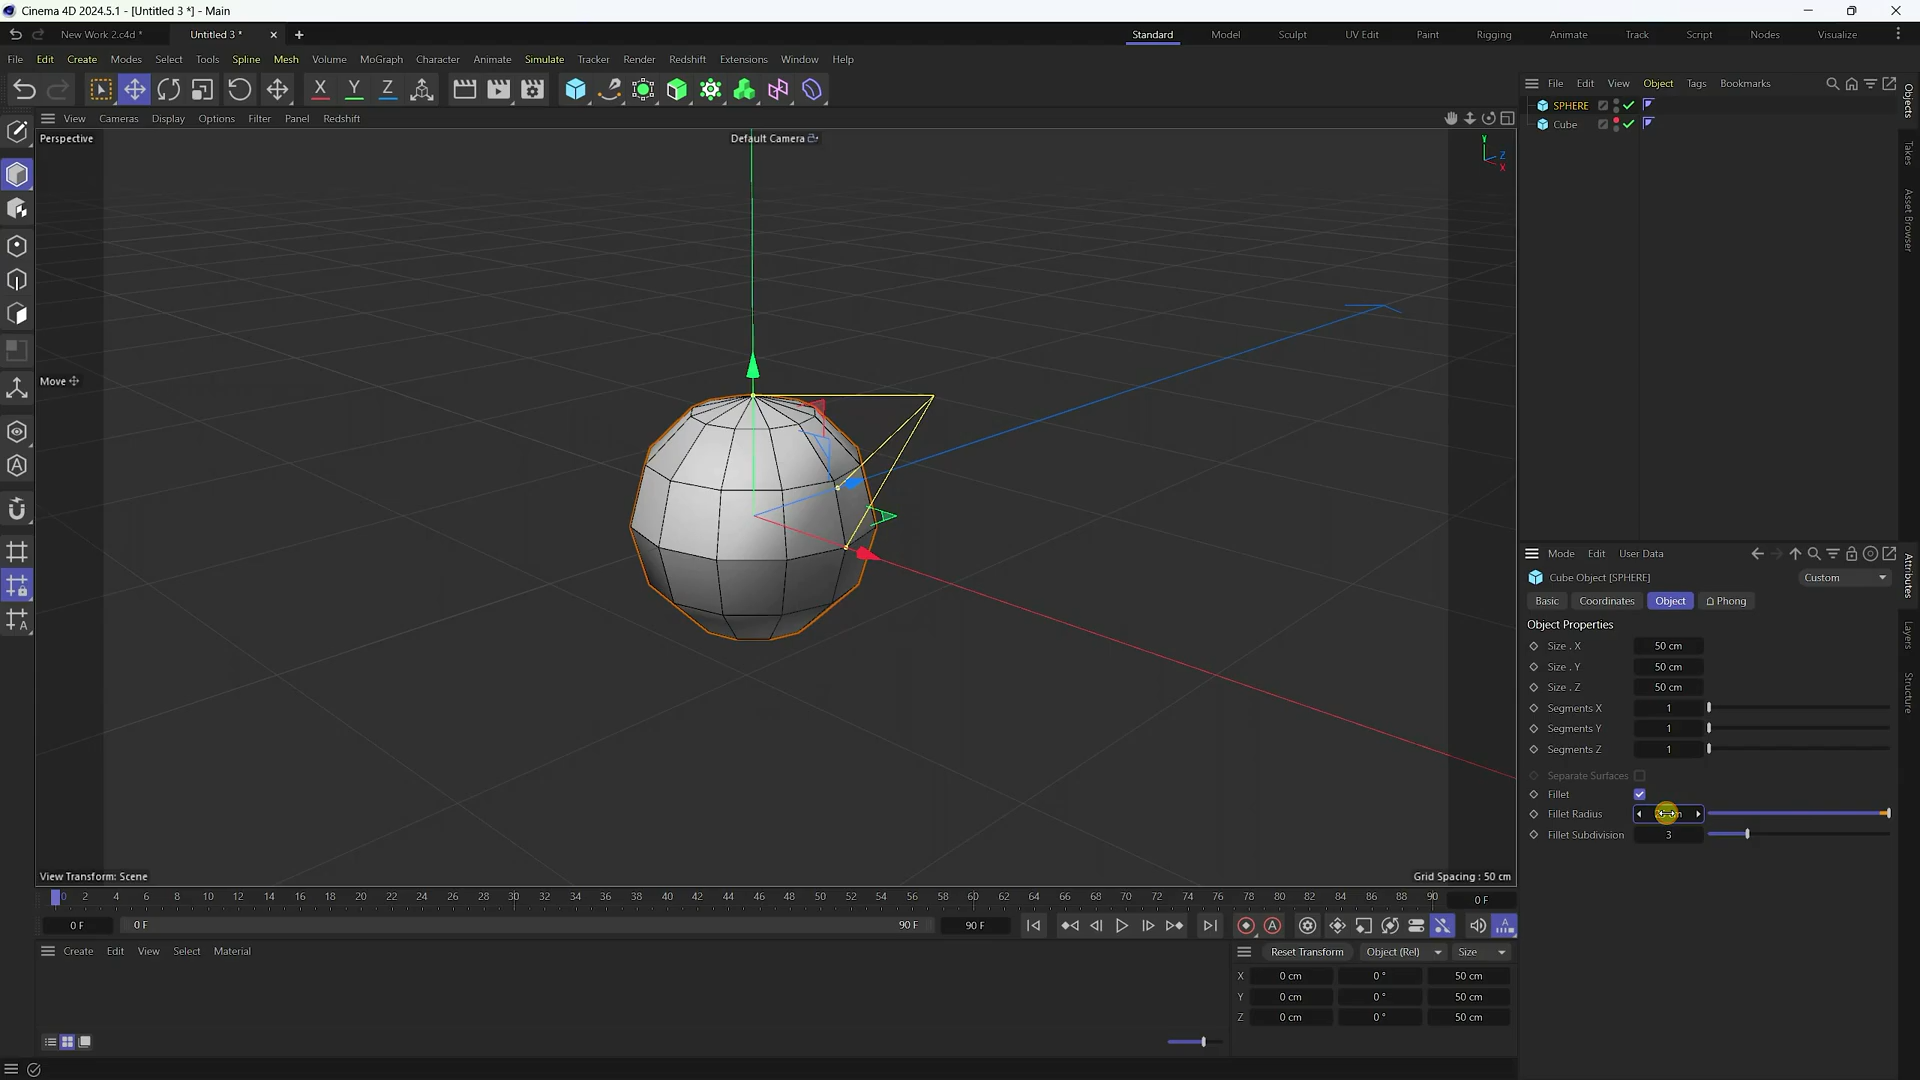 Cinema 4D 2024.5.1 - [Untitled 3 *] - Main
New Work 2.c4d *
Untitled 3 *
Standard
Model
Sculpt
UV Edit
Paint
Rigging
Animate
Track
Script
Nodes
Visualize
File Edit Create Modes Select Tools Spline Mesh Volume MoGraph Character Animate Simulate Tracker Render Redshift Extensions Window Help
X Y Z
View Cameras Display Options Filter Panel Redshift
Perspective
Default Camera
Y
Z
X
Move
View Transform: Scene
Grid Spacing : 50 cm
File Edit View Object Tags Bookmarks
SPHERE
Cube
Objects
Takes
Asset Browser
Mode Edit User Data
Cube Object [SPHERE]
Custom
Basic
Coordinates
Object
Phong
Object Properties
Size . X 50 cm
Size . Y 50 cm
Size . Z 50 cm
Segments X 1
Segments Y 1
Segments Z 1
Separate Surfaces
Fillet
Fillet Radius
Fillet Subdivision 3
Attributes
Layers
Structure
0 2 4 6 8 10 12 14 16 18 20 22 24 26 28 30 32 34 36 38 40 42 44 46 48 50 52 54 56 58 60 62 64 66 68 70 72 74 76 78 80 82 84 86 88 90
0 F
0 F
0 F
90 F
90 F
Create Edit View Select Material
Reset Transform
Object (Rel)
Size
X 0 cm 0 ° 50 cm
Y 0 cm 0 ° 50 cm
Z 0 cm 0 ° 50 cm